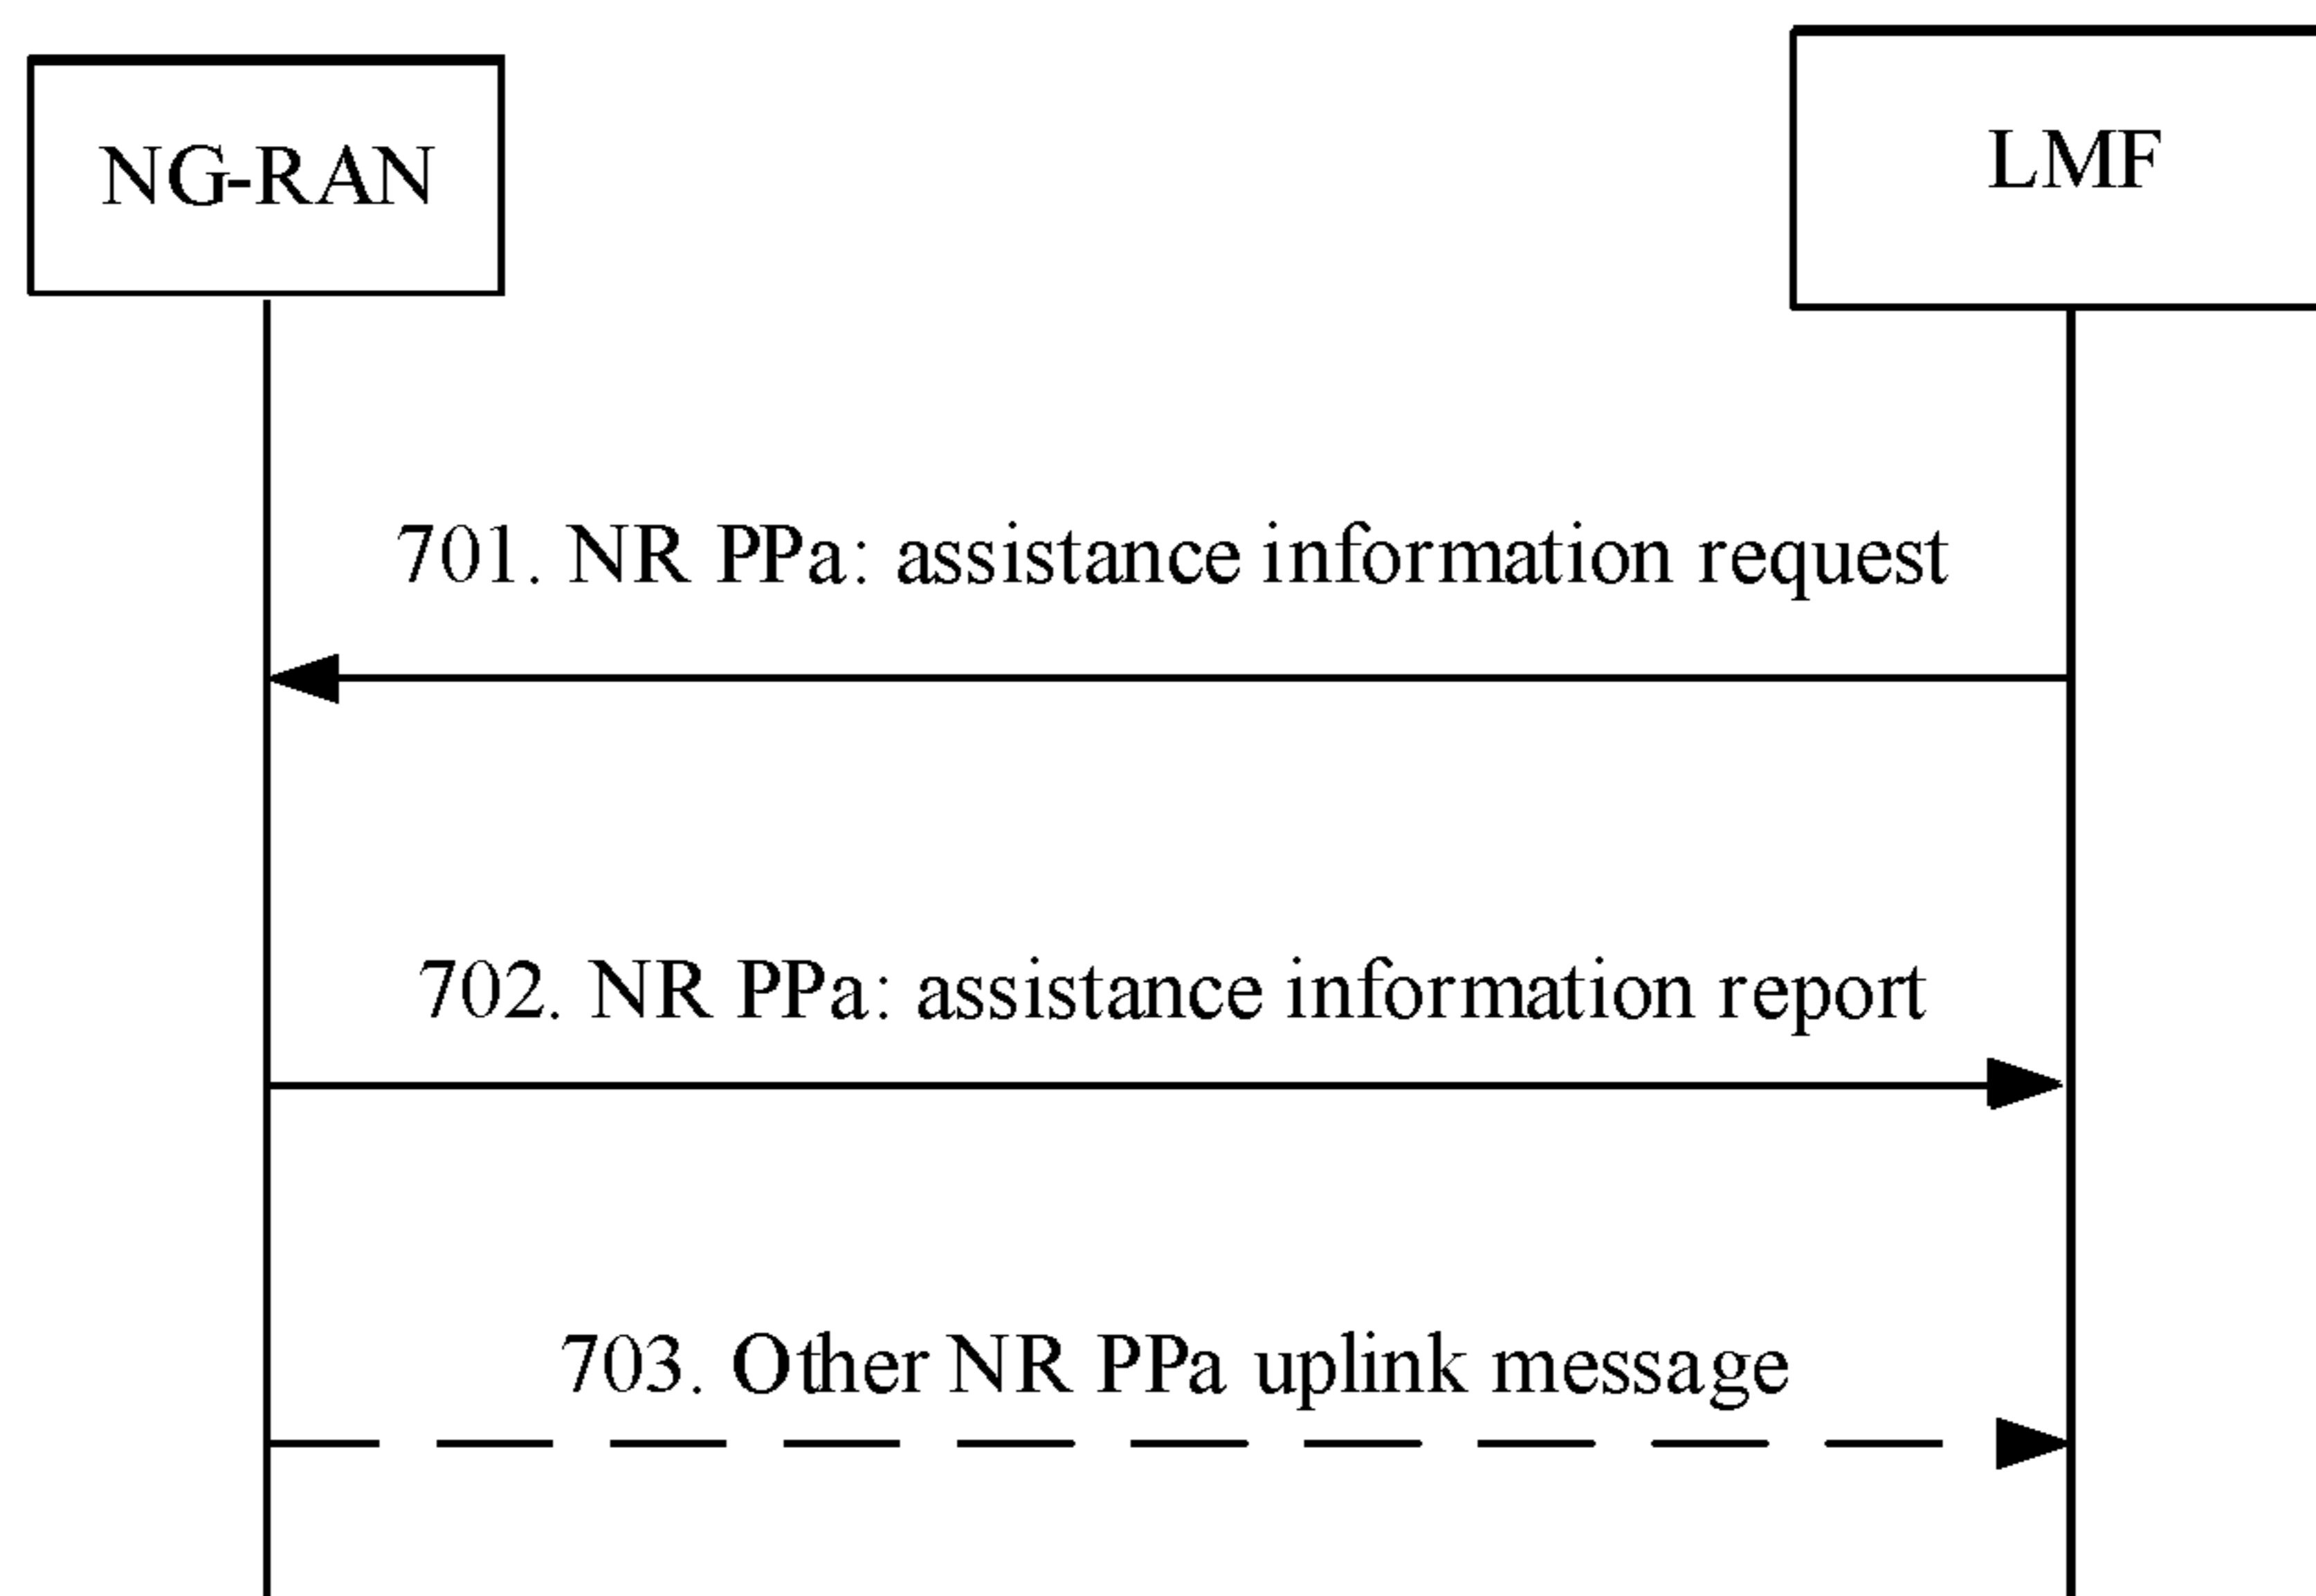 NG-RAN
LMF
701. NR PPa: assistance information request
702. NR PPa: assistance information report
703. Other NR PPa uplink message